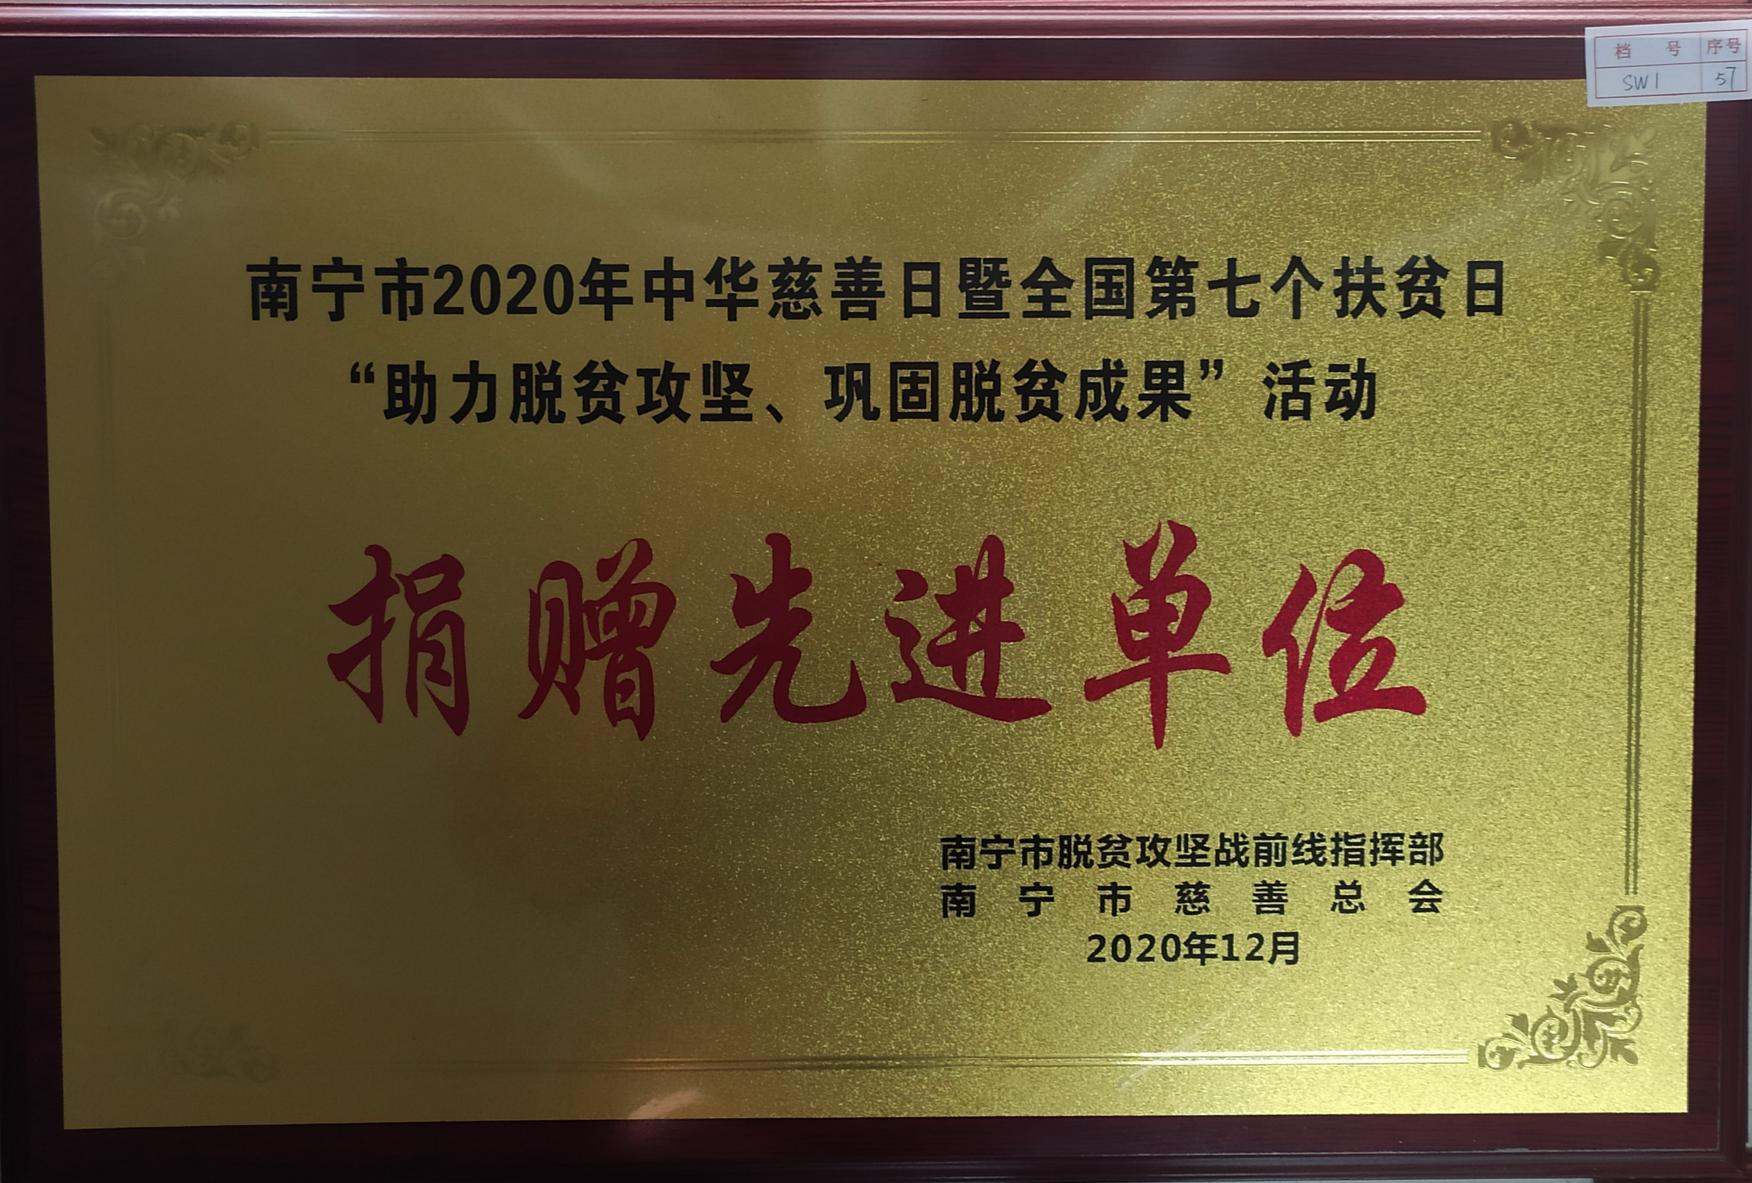 档 号 序号
SW1 57
南宁市2020年中华慈善日暨全国第七个扶贫日
“助力脱贫攻坚、巩固脱贫成果”活动
捐赠先进单位
南宁市脱贫攻坚战前线指挥部
南宁市慈善总会
2020年12月